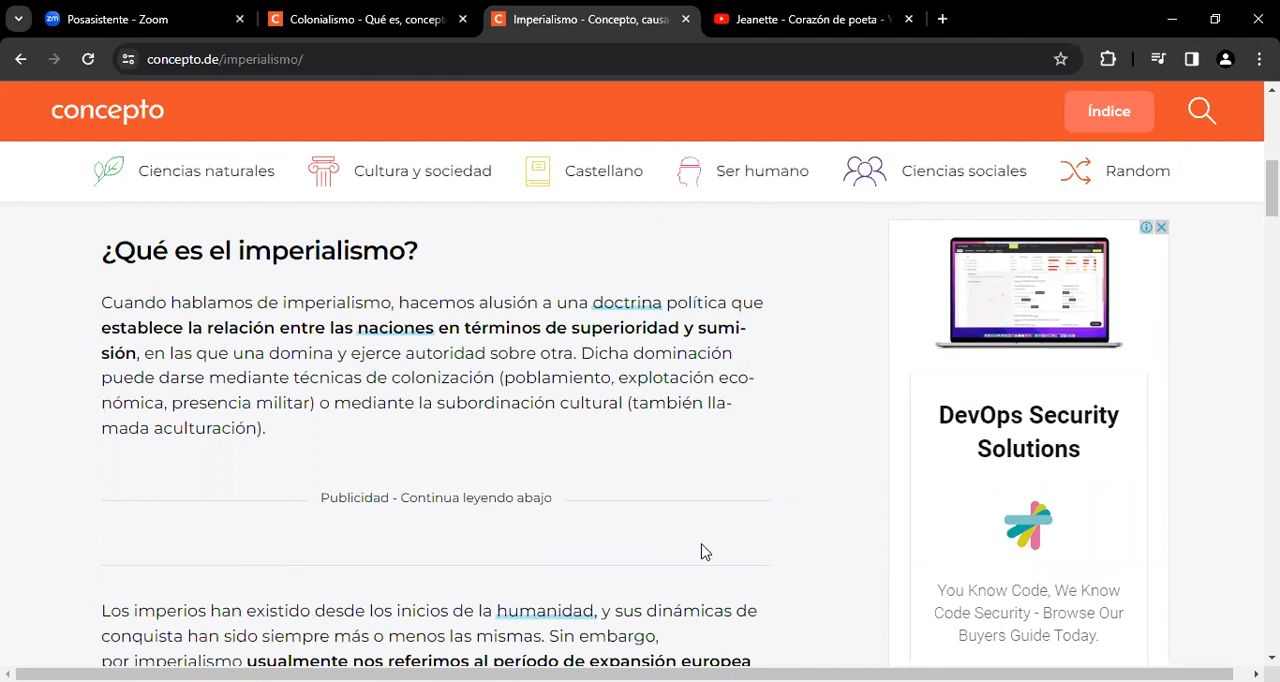 Posasistente - Zoom
Colonialismo - Qué es, concept
Imperialismo - Concepto, causa
Jeanette - Corazón de poeta -
concepto.de/imperialismo/
concepto
Índice
Ciencias naturales
Cultura y sociedad
Castellano
Ser humano
Ciencias sociales
Random
¿Qué es el imperialismo?
Cuando hablamos de imperialismo, hacemos alusión a una doctrina política que
establece la relación entre las naciones en términos de superioridad y sumi-
sión, en las que una domina y ejerce autoridad sobre otra. Dicha dominación
puede darse mediante técnicas de colonización (poblamiento, explotación eco-
nómica, presencia militar) o mediante la subordinación cultural (también lla-
mada aculturación).
Publicidad - Continua leyendo abajo
Los imperios han existido desde los inicios de la humanidad, y sus dinámicas de
conquista han sido siempre más o menos las mismas. Sin embargo,
por imperialismo usualmente nos referimos al período de expansión europea
DevOps Security
Solutions
You Know Code, We Know
Code Security - Browse Our
Buyers Guide Today.